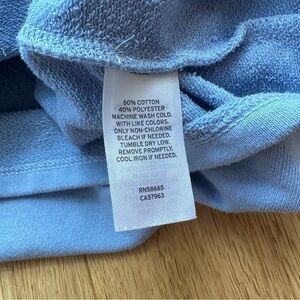 60% COTTON
40% POLYESTER
MACHINE WASH COLD.
WITH LIKE COLORS.
ONLY NON-CHLORINE
BLEACH IF NEEDED.
TUMBLE DRY LOW.
REMOVE PROMPTLY.
COOL IRON IF NEEDED.
RN58665
CA57963